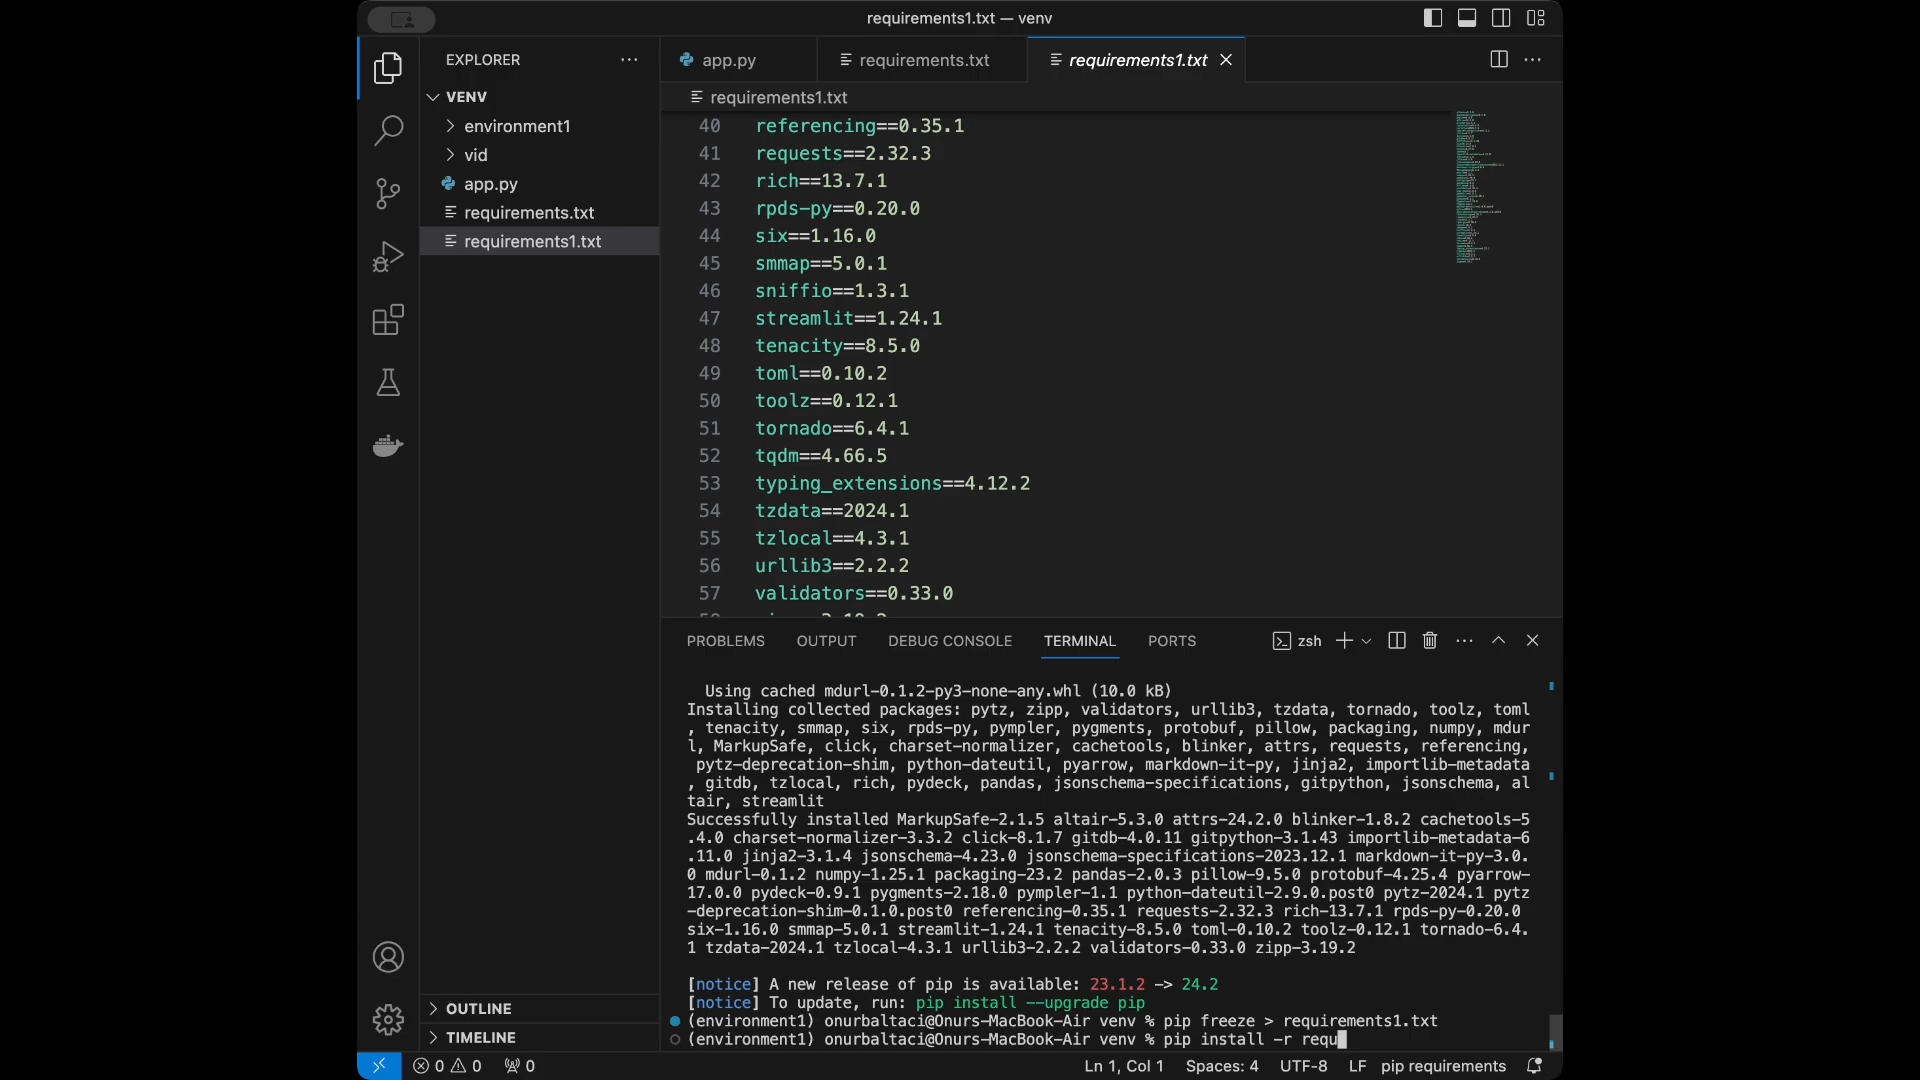 requirements1.txt — venv
EXPLORER
VENV
environment1
vid
app.py
requirements.txt
requirements1.txt
OUTLINE
TIMELINE
app.py
requirements.txt
requirements1.txt
requirements1.txt
40 referencing==0.35.1
41 requests==2.32.3
42 rich==13.7.1
43 rpds-py==0.20.0
44 six==1.16.0
45 smmap==5.0.1
46 sniffio==1.3.1
47 streamlit==1.24.1
48 tenacity==8.5.0
49 toml==0.10.2
50 toolz==0.12.1
51 tornado==6.4.1
52 tqdm==4.66.5
53 typing_extensions==4.12.2
54 tzdata==2024.1
55 tzlocal==4.3.1
56 urllib3==2.2.2
57 validators==0.33.0
PROBLEMS OUTPUT DEBUG CONSOLE TERMINAL PORTS zsh
Using cached mdurl-0.1.2-py3-none-any.whl (10.0 kB)
Installing collected packages: pytz, zipp, validators, urllib3, tzdata, tornado, toolz, toml
, tenacity, smmap, six, rpds-py, pympler, pygments, protobuf, pillow, packaging, numpy, mdur
l, MarkupSafe, click, charset-normalizer, cachetools, blinker, attrs, requests, referencing,
pytz-deprecation-shim, python-dateutil, pyarrow, markdown-it-py, jinja2, importlib-metadata
, gitdb, tzlocal, rich, pydeck, pandas, jsonschema-specifications, gitpython, jsonschema, al
tair, streamlit
Successfully installed MarkupSafe-2.1.5 altair-5.3.0 attrs-24.2.0 blinker-1.8.2 cachetools-5
.4.0 charset-normalizer-3.3.2 click-8.1.7 gitdb-4.0.11 gitpython-3.1.43 importlib-metadata-6
.11.0 jinja2-3.1.4 jsonschema-4.23.0 jsonschema-specifications-2023.12.1 markdown-it-py-3.0.
0 mdurl-0.1.2 numpy-1.25.1 packaging-23.2 pandas-2.0.3 pillow-9.5.0 protobuf-4.25.4 pyarrow-
17.0.0 pydeck-0.9.1 pygments-2.18.0 pympler-1.1 python-dateutil-2.9.0.post0 pytz-2024.1 pytz
-deprecation-shim-0.1.0.post0 referencing-0.35.1 requests-2.32.3 rich-13.7.1 rpds-py-0.20.0
six-1.16.0 smmap-5.0.1 streamlit-1.24.1 tenacity-8.5.0 toml-0.10.2 toolz-0.12.1 tornado-6.4.
1 tzdata-2024.1 tzlocal-4.3.1 urllib3-2.2.2 validators-0.33.0 zipp-3.19.2
[notice] A new release of pip is available: 23.1.2 -> 24.2
[notice] To update, run: pip install --upgrade pip
(environment1) onurbaltaci@Onurs-MacBook-Air venv % pip freeze > requirements1.txt
(environment1) onurbaltaci@Onurs-MacBook-Air venv % pip install -r requ
0 0 0 Ln 1, Col 1 Spaces: 4 UTF-8 LF pip requirements